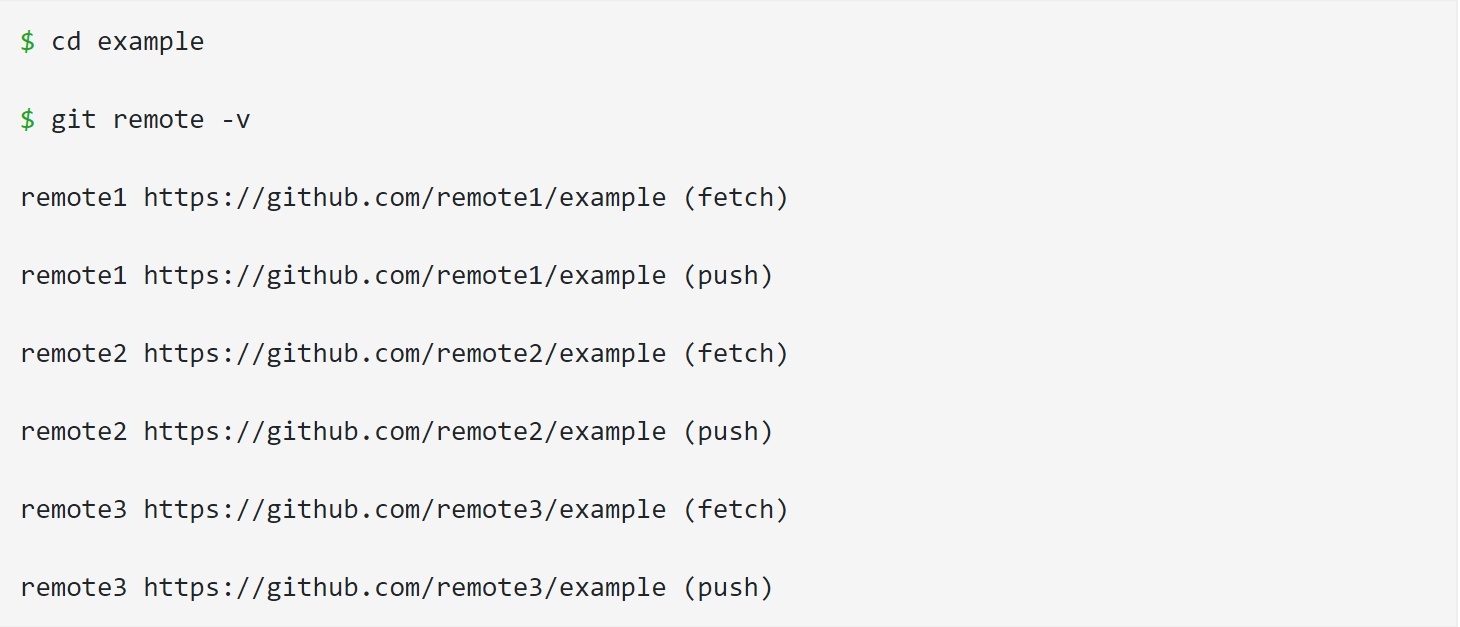 $ cd example
$ git remote -v
remote1 https://github.com/remote1/example (fetch)
remote1 https://github.com/remote1/example (push)
remote2 https://github.com/remote2/example (fetch)
remote2 https://github.com/remote2/example (push)
remote3 https://github.com/remote3/example (fetch)
remote3 https://github.com/remote3/example (push)